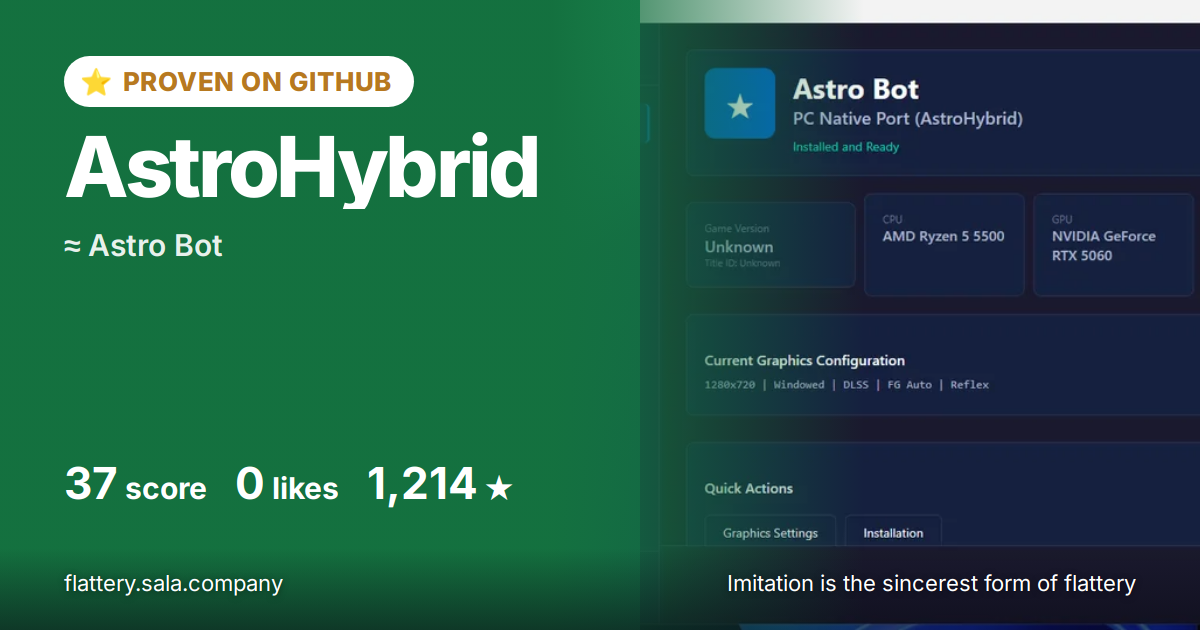 ⭐ PROVEN ON GITHUB
AstroHybrid
≈ Astro Bot
37 score 0 likes 1,214 ★
flattery.sala.company
★
Astro Bot
PC Native Port (AstroHybrid)
Installed and Ready
Game Version
Unknown
Title ID: Unknown
CPU
AMD Ryzen 5 5500
GPU
NVIDIA GeForce
RTX 5060
Current Graphics Configuration
1280x720 | Windowed | DLSS | FG Auto | Reflex
Quick Actions
Graphics Settings
Installation
Imitation is the sincerest form of flattery